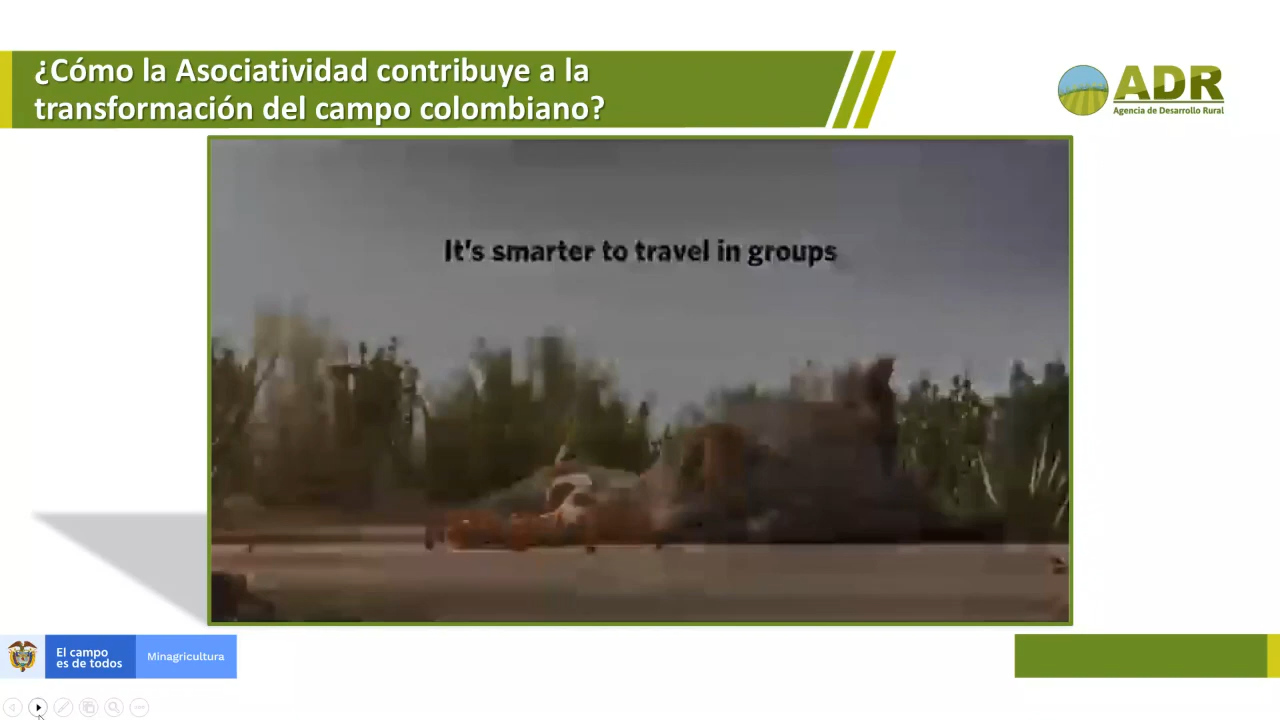 ¿Cómo la Asociatividad contribuye a la
transformación del campo colombiano?
ADR
Agencia de Desarrollo Rural
It's smarter to travel in groups
El campo
es de todos
Minagricultura